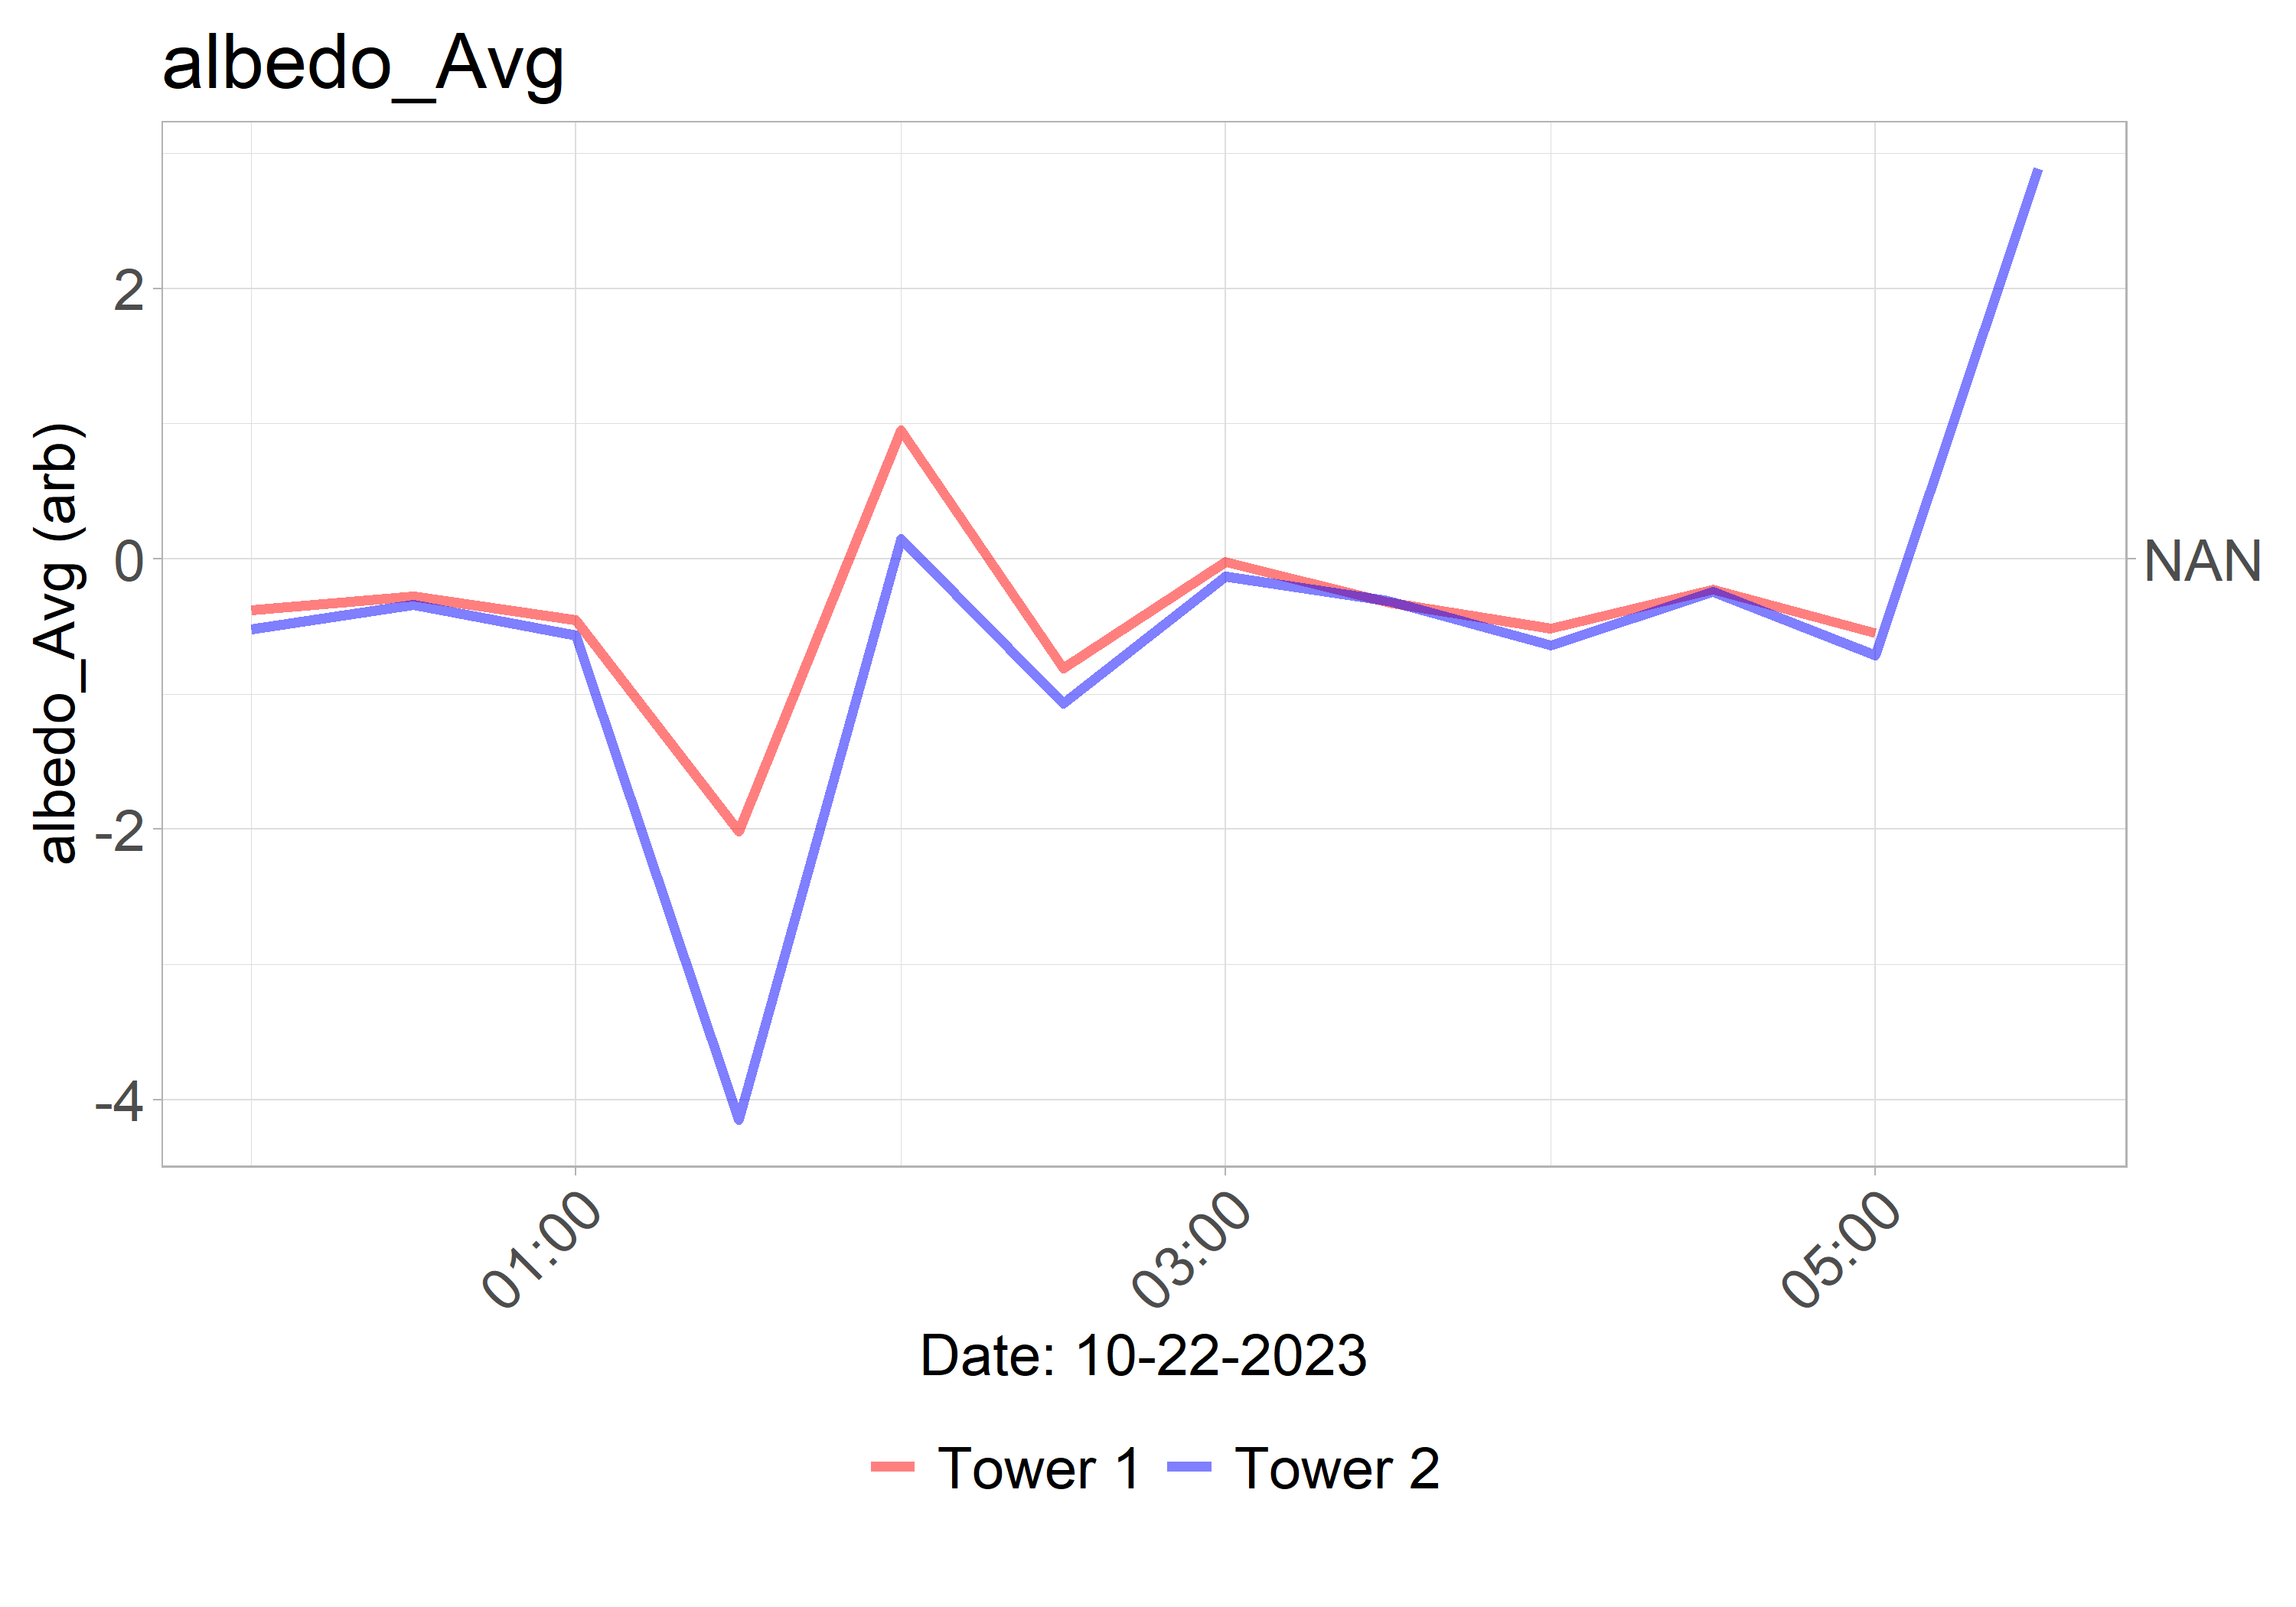 albedo_Avg
albedo_Avg (arb)
2
0
-2
-4
NAN
01:00
03:00
05:00
Date: 10-22-2023
Tower 1
Tower 2